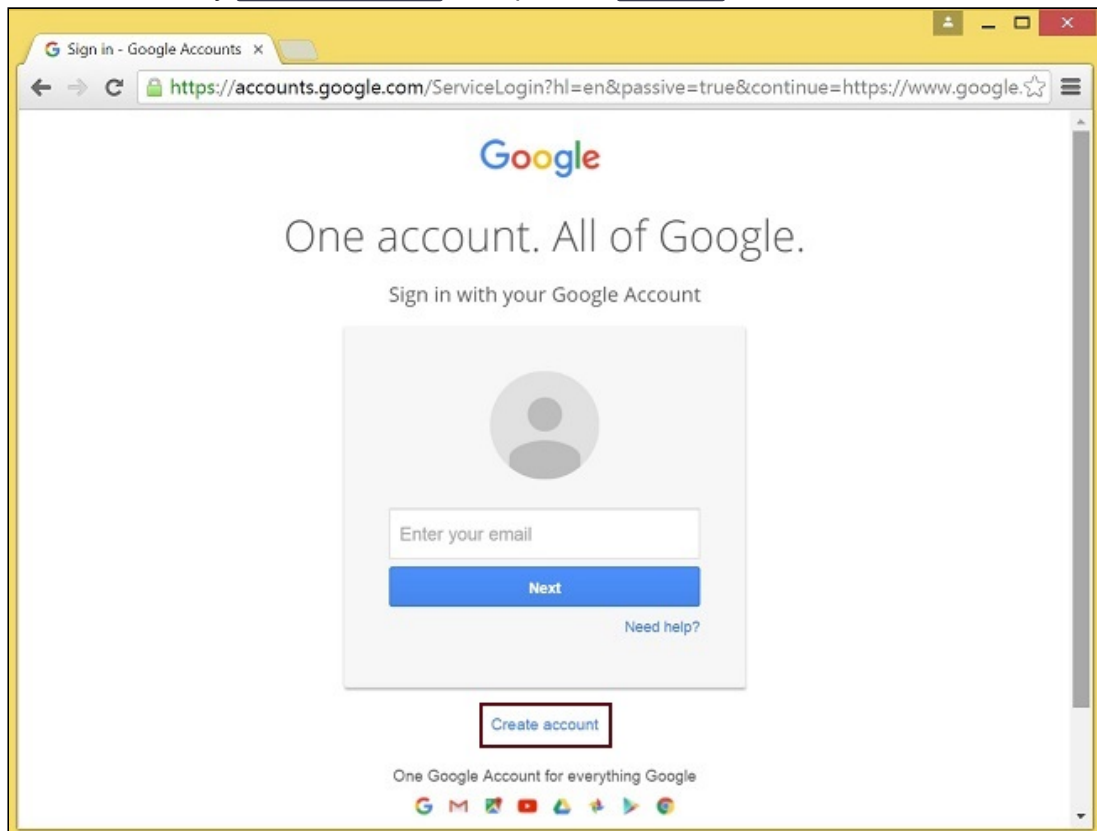 Sign in - Google Accounts
https://accounts.google.com/ServiceLogin?hl=en&passive=true&continue=https://www.google.
Google
One account. All of Google.
Sign in with your Google Account
Enter your email
Next
Need help?
Create account
One Google Account for everything Google